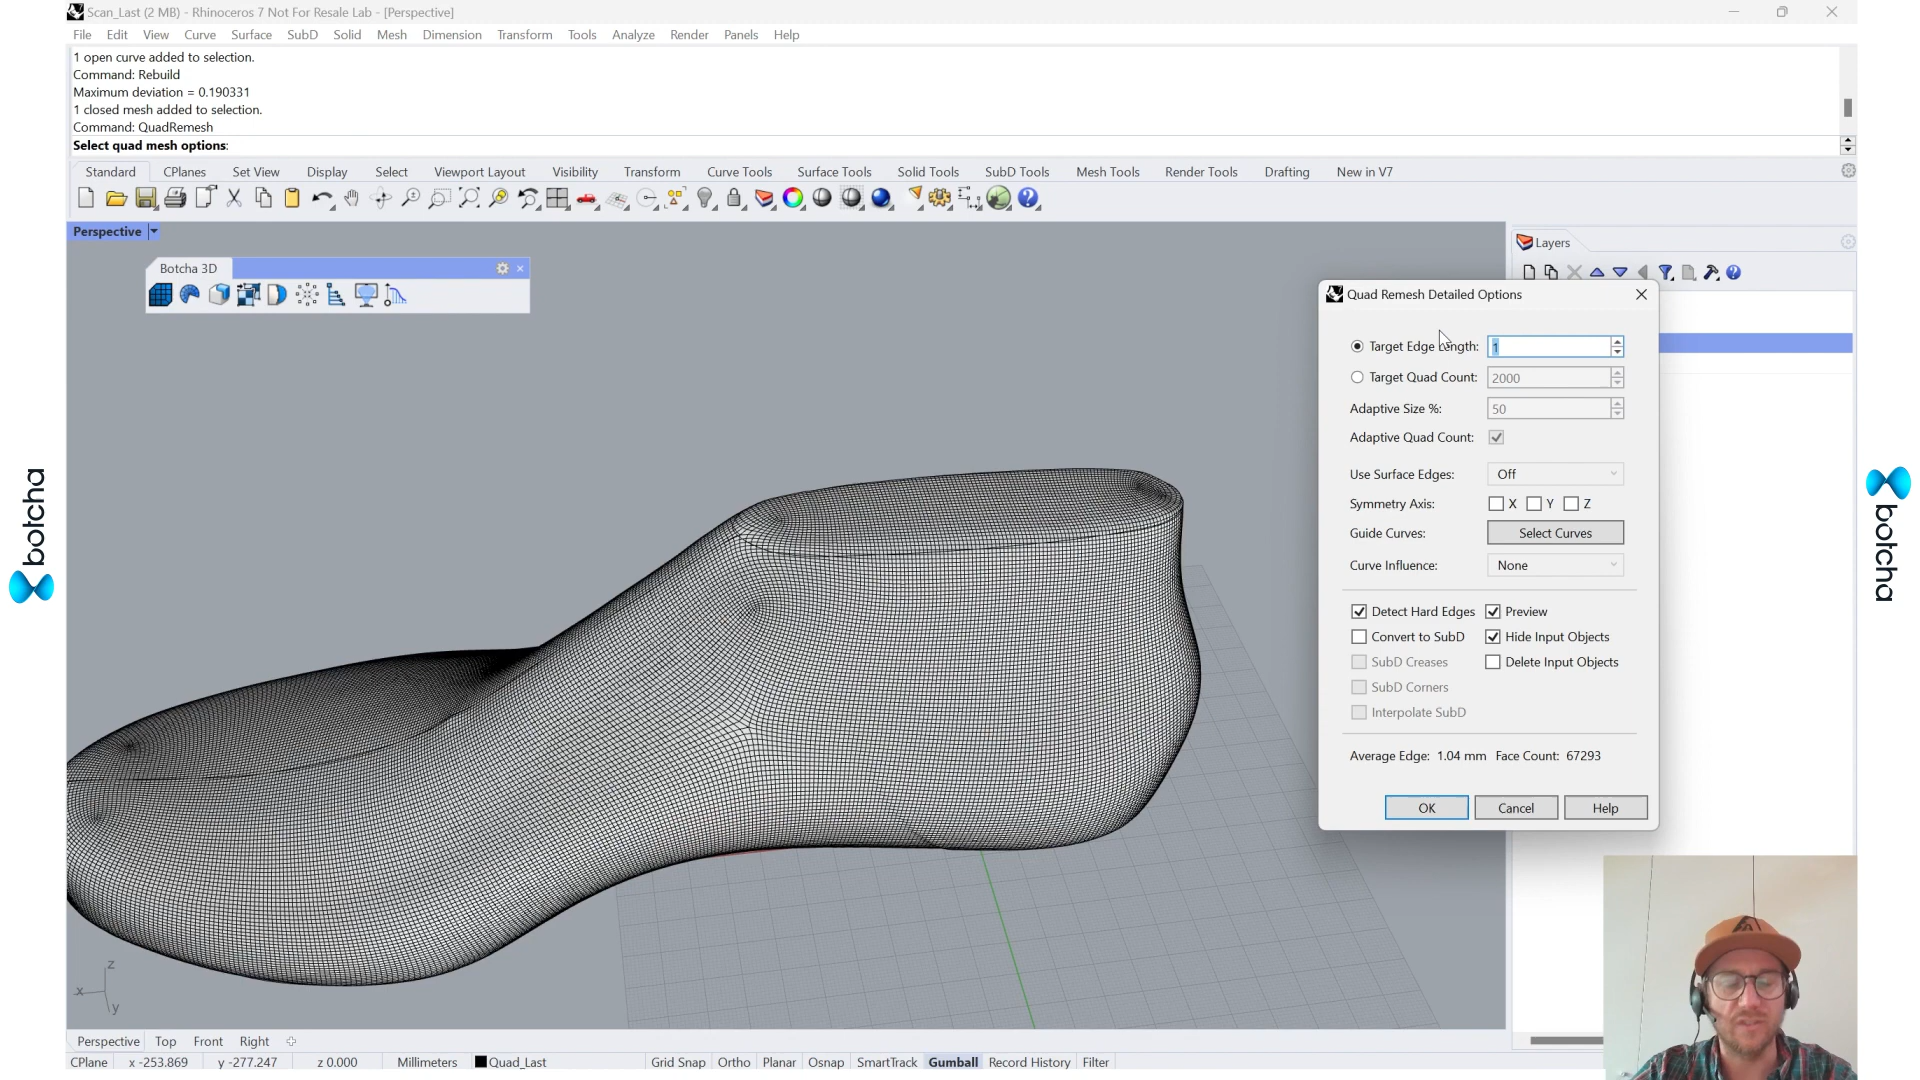 Scan_Last (2 MB) - Rhinoceros 7 Not For Resale Lab - [Perspective]
File Edit View Curve Surface SubD Solid Mesh Dimension Transform Tools Analyze Render Panels Help
1 open curve added to selection.
Command: Rebuild
Maximum deviation = 0.190331
1 closed mesh added to selection.
Command: QuadRemesh
Select quad mesh options:
Standard CPlanes Set View Display Select Viewport Layout Visibility Transform Curve Tools Surface Tools Solid Tools SubD Tools Mesh Tools Render Tools Drafting New in V7
Perspective
Layers
Botcha 3D
Quad Remesh Detailed Options
Target Edge Length: 1
Target Quad Count: 2000
Adaptive Size %: 50
Adaptive Quad Count:
Use Surface Edges: Off
Symmetry Axis: X Y Z
Guide Curves: Select Curves
Curve Influence: None
Detect Hard Edges Preview
Convert to SubD Hide Input Objects
SubD Creases Delete Input Objects
SubD Corners
Interpolate SubD
Average Edge: 1.04 mm Face Count: 67293
OK Cancel Help
botcha
botcha
z
x
y
Perspective Top Front Right
CPlane x -253.869 y -277.247 z 0.000 Millimeters Quad_Last Grid Snap Ortho Planar Osnap SmartTrack Gumball Record History Filter